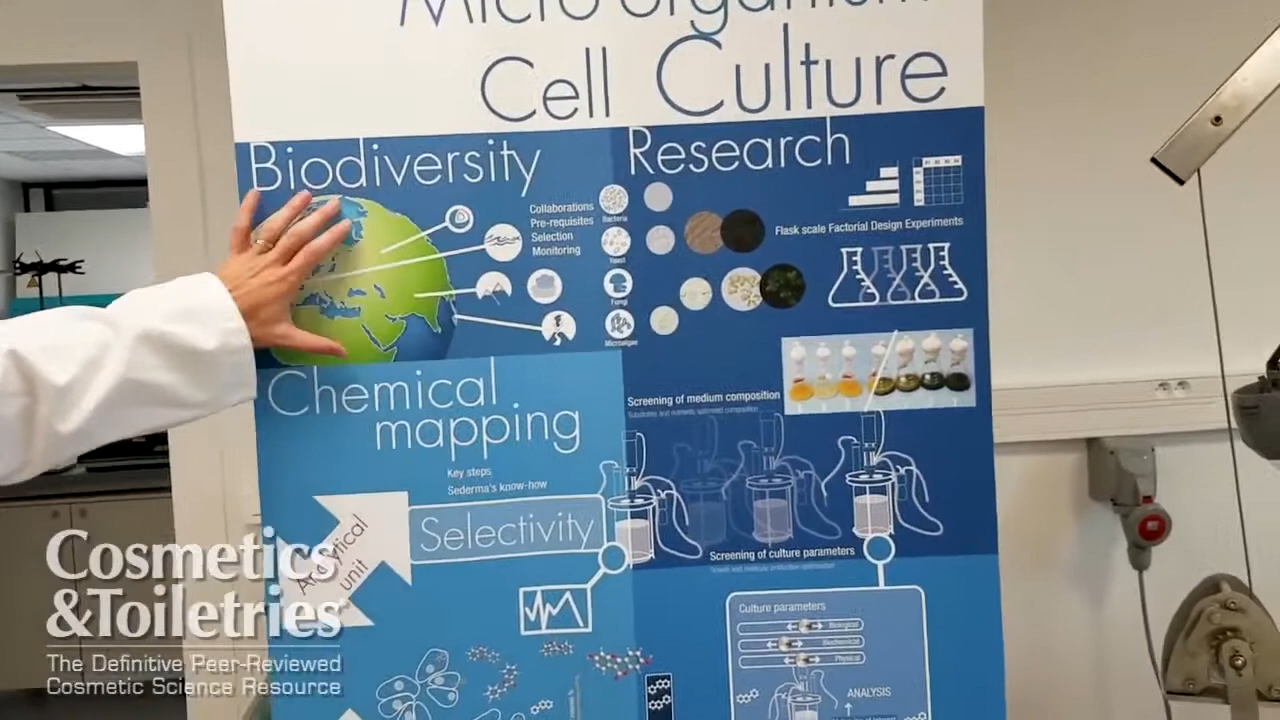 Micro organism
Cell Culture
Biodiversity
Collaborations
Pre-requisites
Selection
Monitoring
Research
Bacteria
Yeast
Fungi
Microalgae
Flask scale Factorial Design Experiments
Screening of medium composition
Chemical
mapping
Key steps
Sederma's know-how
Selectivity
Analytical
unit
Screening of culture parameters
Culture parameters
Biological
Biochemical
Physical
ANALYSIS
Cosmetics
&Toiletries
The Definitive Peer-Reviewed
Cosmetic Science Resource